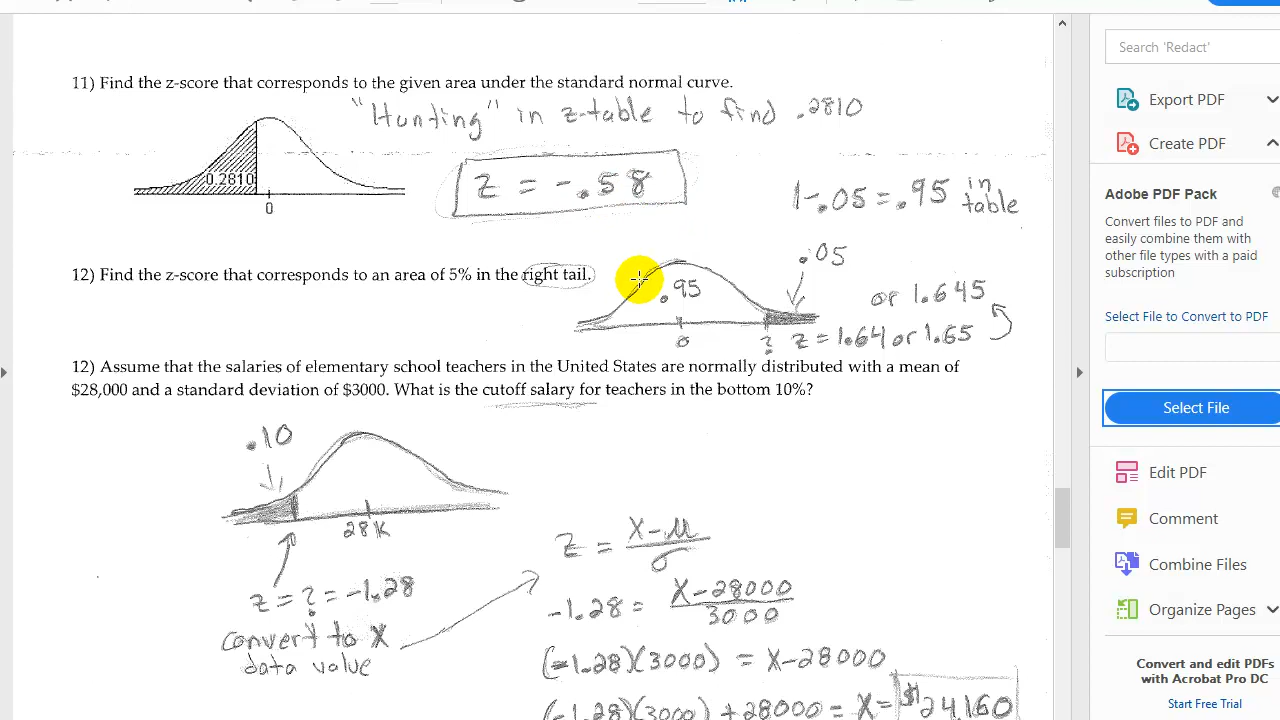 11) Find the z-score that corresponds to the given area under the standard normal curve.
"Hunting" in z-table to find .2810
0.2810
0
z = -.58
1-.05 = .95 in table
12) Find the z-score that corresponds to an area of 5% in the right tail.
.05
.95
or 1.645
0
?
z = 1.64 or 1.65
12) Assume that the salaries of elementary school teachers in the United States are normally distributed with a mean of
$28,000 and a standard deviation of $3000. What is the cutoff salary for teachers in the bottom 10%?
.10
28K
z = ? = -1.28
convert to X
data value
z = X-μ
σ
-1.28 = X-28000
3000
(-1.28)(3000) = X-28000
(-1.28)(3000) + 28000 = X = $24,160
Search 'Redact'
Export PDF
Create PDF
Adobe PDF Pack
Convert files to PDF and
easily combine them with
other file types with a paid
subscription
Select File to Convert to PDF
Select File
Edit PDF
Comment
Combine Files
Organize Pages
Convert and edit PDFs
with Acrobat Pro DC
Start Free Trial